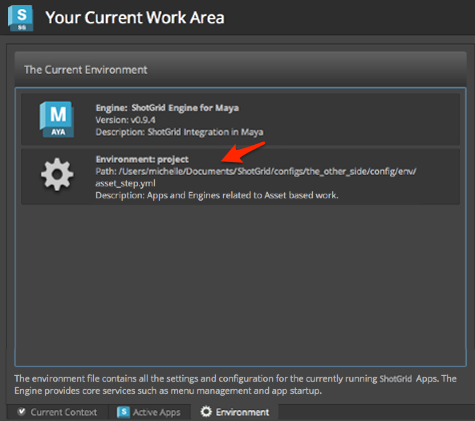 S
SG
Your Current Work Area
The Current Environment
M
AYA
Engine: ShotGrid Engine for Maya
Version: v0.9.4
Description: ShotGrid Integration in Maya
Environment: project
Path: /Users/michelle/Documents/ShotGrid/configs/the_other_side/config/env/
asset_step.yml
Description: Apps and Engines related to Asset based work.
The environment file contains all the settings and configuration for the currently running ShotGrid Apps. The
Engine provides core services such as menu management and app startup.
Current Context
S
SG
Active Apps
Environment